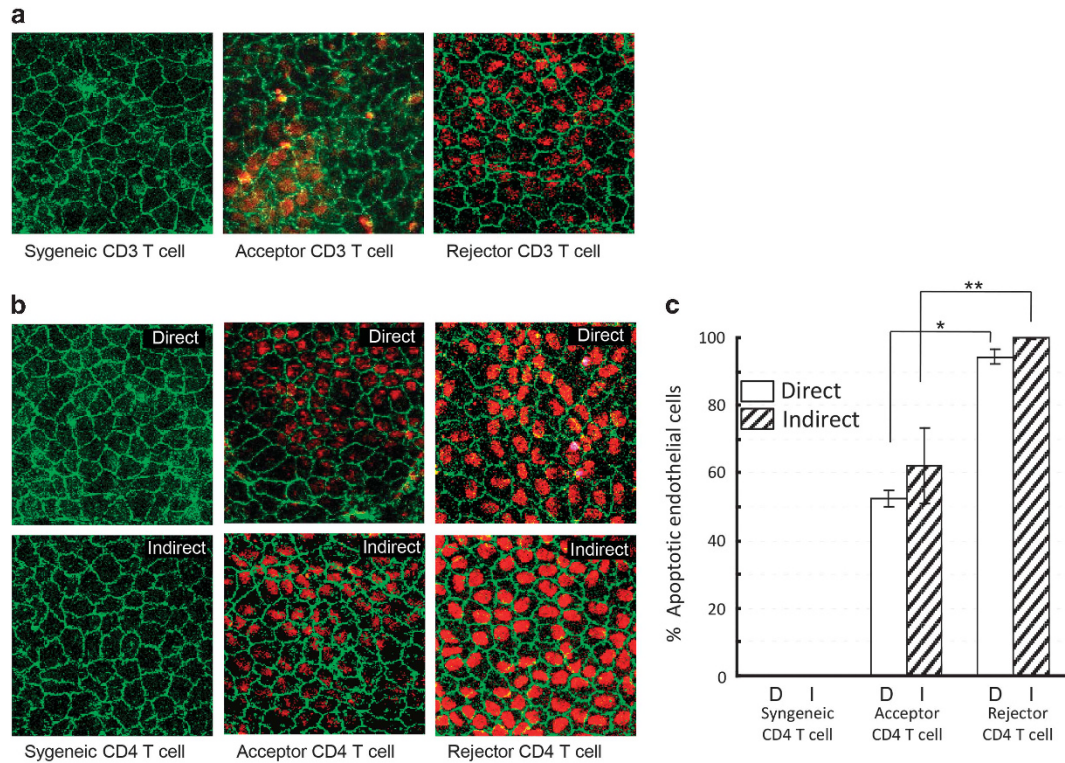 a
Sygeneic CD3 T cell
Acceptor CD3 T cell
Rejector CD3 T cell
b
Direct
Direct
Direct
Indirect
Indirect
Indirect
Sygeneic CD4 T cell
Acceptor CD4 T cell
Rejector CD4 T cell
c
**
*
% Apoptotic endothelial cells
100
80
60
40
20
0
Direct
Indirect
D I D I D I
Syngeneic Acceptor Rejector
CD4 T cell CD4 T cell CD4 T cell